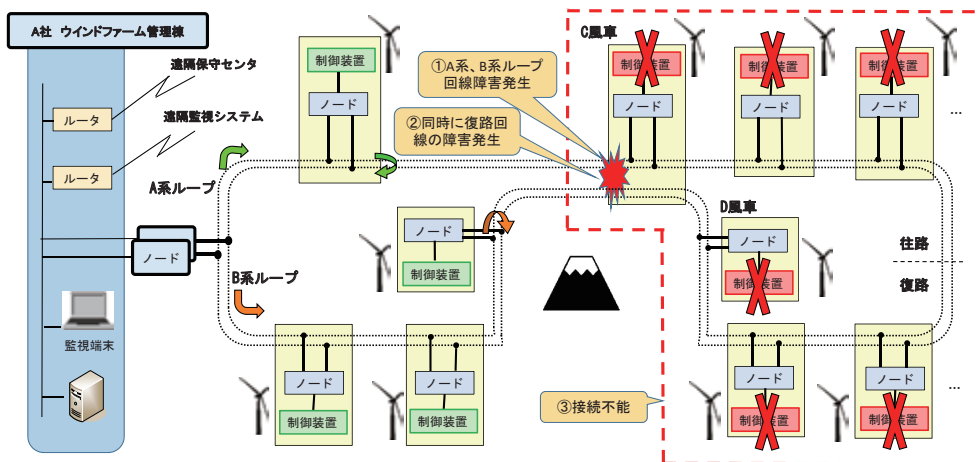 A社 ウインドファーム管理棟
遠隔保守センタ
ルータ
遠隔監視システム
ルータ
A系ループ
ノード
B系ループ
監視端末
制御装置
ノード
①A系、B系ループ
回線障害発生
②同時に復路回
線の障害発生
C風車
制御装置
ノード
制御装置
ノード
制御装置
ノード
…
ノード
制御装置
D風車
ノード
制御装置
往路
復路
ノード
制御装置
ノード
制御装置
③接続不能
ノード
制御装置
ノード
制御装置
…